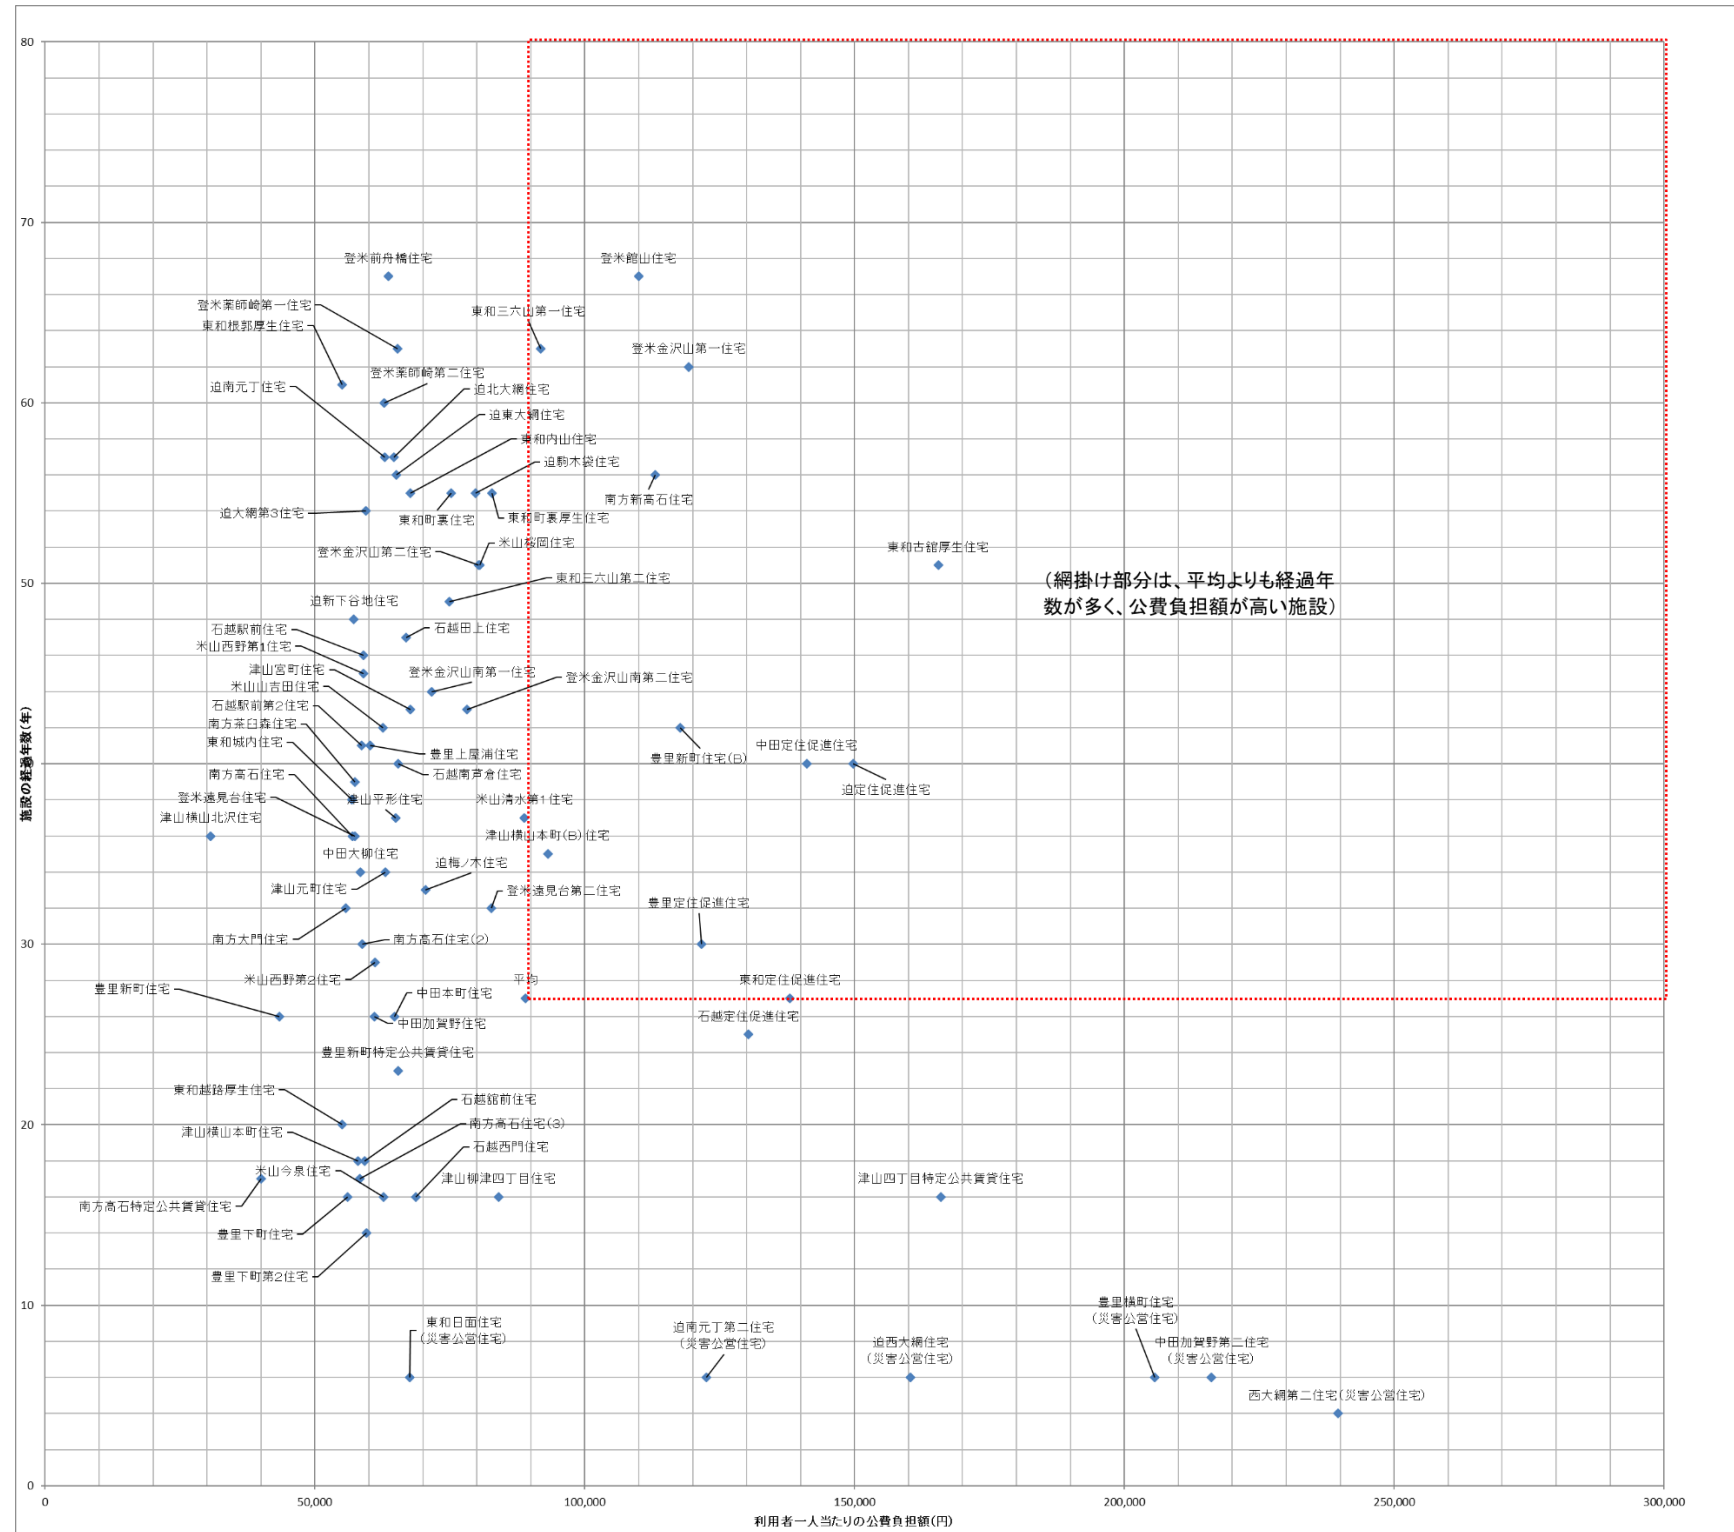 80
70
登米前舟橋住宅
登米館山住宅
登米薬師崎第一住宅
東和三六山第一住宅
東和根郭厚生住宅
登米金沢山第一住宅
登米薬師崎第二住宅
迫南元丁住宅
迫北大網住宅
60
迫東大網住宅
東和内山住宅
迫駒木袋住宅
南方新高石住宅
迫大網第3住宅
東和町裏住宅
東和町裏厚生住宅
米山桜岡住宅
登米金沢山第二住宅
東和古舘厚生住宅
50
東和三六山第二住宅
(網掛け部分は、平均よりも経過年
数が多く、公費負担額が高い施設)
迫新下谷地住宅
石越駅前住宅
石越田上住宅
米山西野第1住宅
津山宮町住宅
登米金沢山南第一住宅
登米金沢山南第二住宅
米山山吉田住宅
石越駅前第2住宅
南方茶臼森住宅
東和城内住宅
豊里上屋浦住宅
豊里新町住宅(B)
中田定住促進住宅
施設の経過年数(年)
40
南方高石住宅
石越南芦倉住宅
迫定住促進住宅
登米遠見台住宅
津山平形住宅
米山清水第1住宅
津山横山北沢住宅
津山横山本町(B)住宅
中田大柳住宅
迫梅ノ木住宅
津山元町住宅
登米遠見台第二住宅
豊里定住促進住宅
南方大門住宅
南方高石住宅(2)
30
米山西野第2住宅
平均
東和定住促進住宅
豊里新町住宅
中田本町住宅
中田加賀野住宅
石越定住促進住宅
豊里新町特定公共賃貸住宅
東和越路厚生住宅
石越舘前住宅
20
南方高石住宅(3)
津山横山本町住宅
石越西門住宅
米山今泉住宅
津山柳津四丁目住宅
津山四丁目特定公共賃貸住宅
南方高石特定公共賃貸住宅
豊里下町住宅
豊里下町第2住宅
10
豊里横町住宅
(災害公営住宅)
東和日面住宅
(災害公営住宅)
迫南元丁第二住宅
(災害公営住宅)
迫西大網住宅
(災害公営住宅)
中田加賀野第二住宅
(災害公営住宅)
西大網第二住宅(災害公営住宅)
0
0
50,000
100,000
150,000
200,000
250,000
300,000
利用者一人当たりの公費負担額(円)